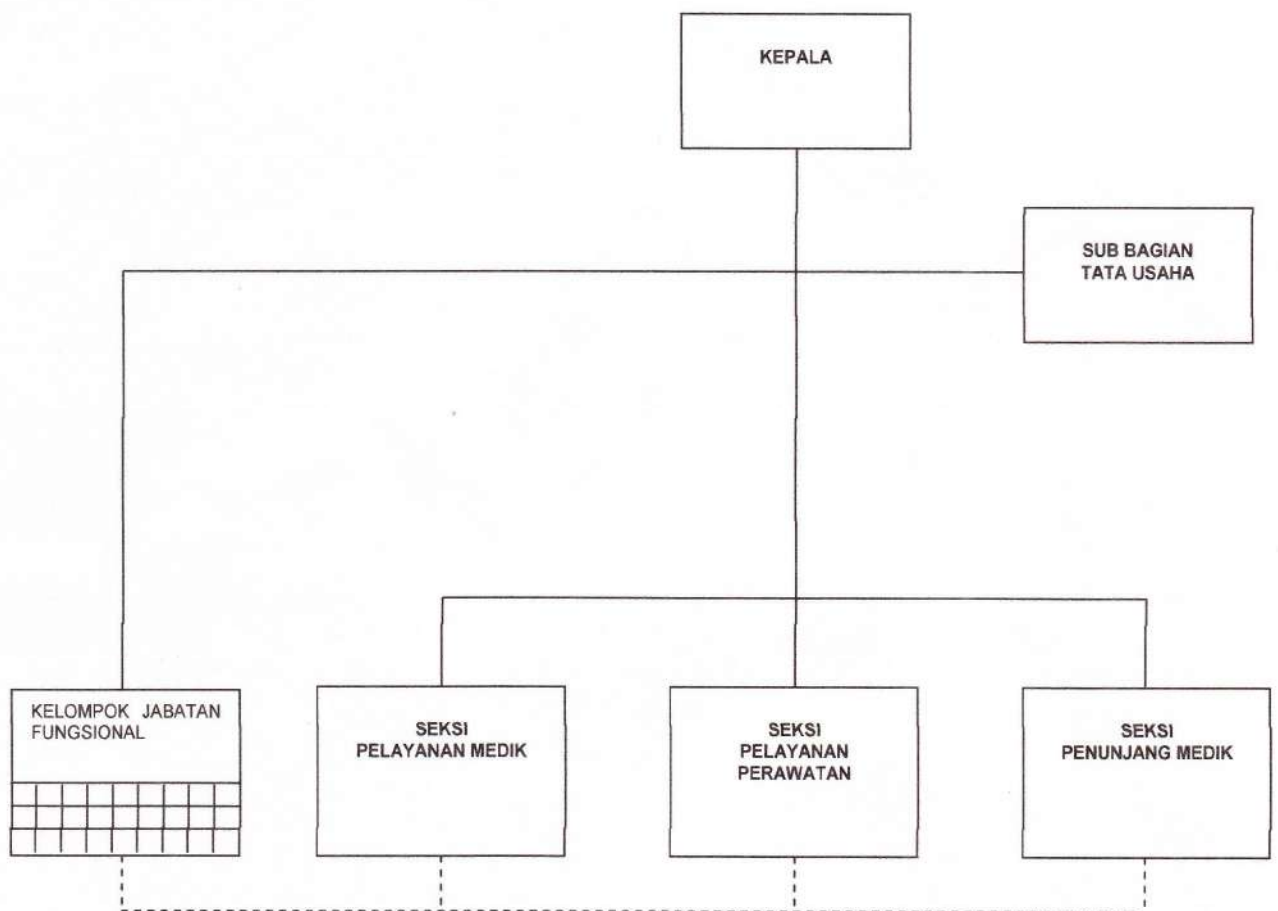 KEPALA
SUB BAGIAN
TATA USAHA
KELOMPOK JABATAN
FUNGSIONAL
SEKSI
PELAYANAN MEDIK
SEKSI
PELAYANAN
PERAWATAN
SEKSI
PENUNJANG MEDIK